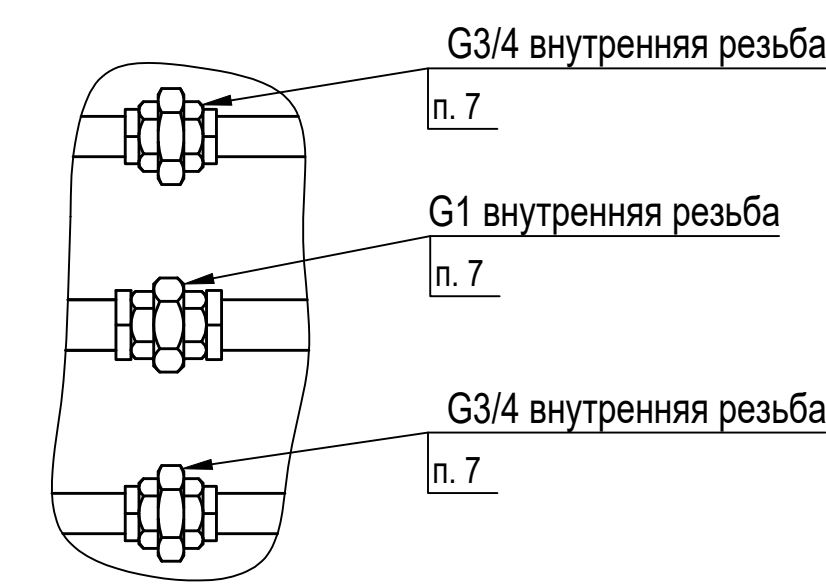 G3/4 внутренняя резьба
п. 7
G1 внутренняя резьба
п. 7
G3/4 внутренняя резьба
п. 7